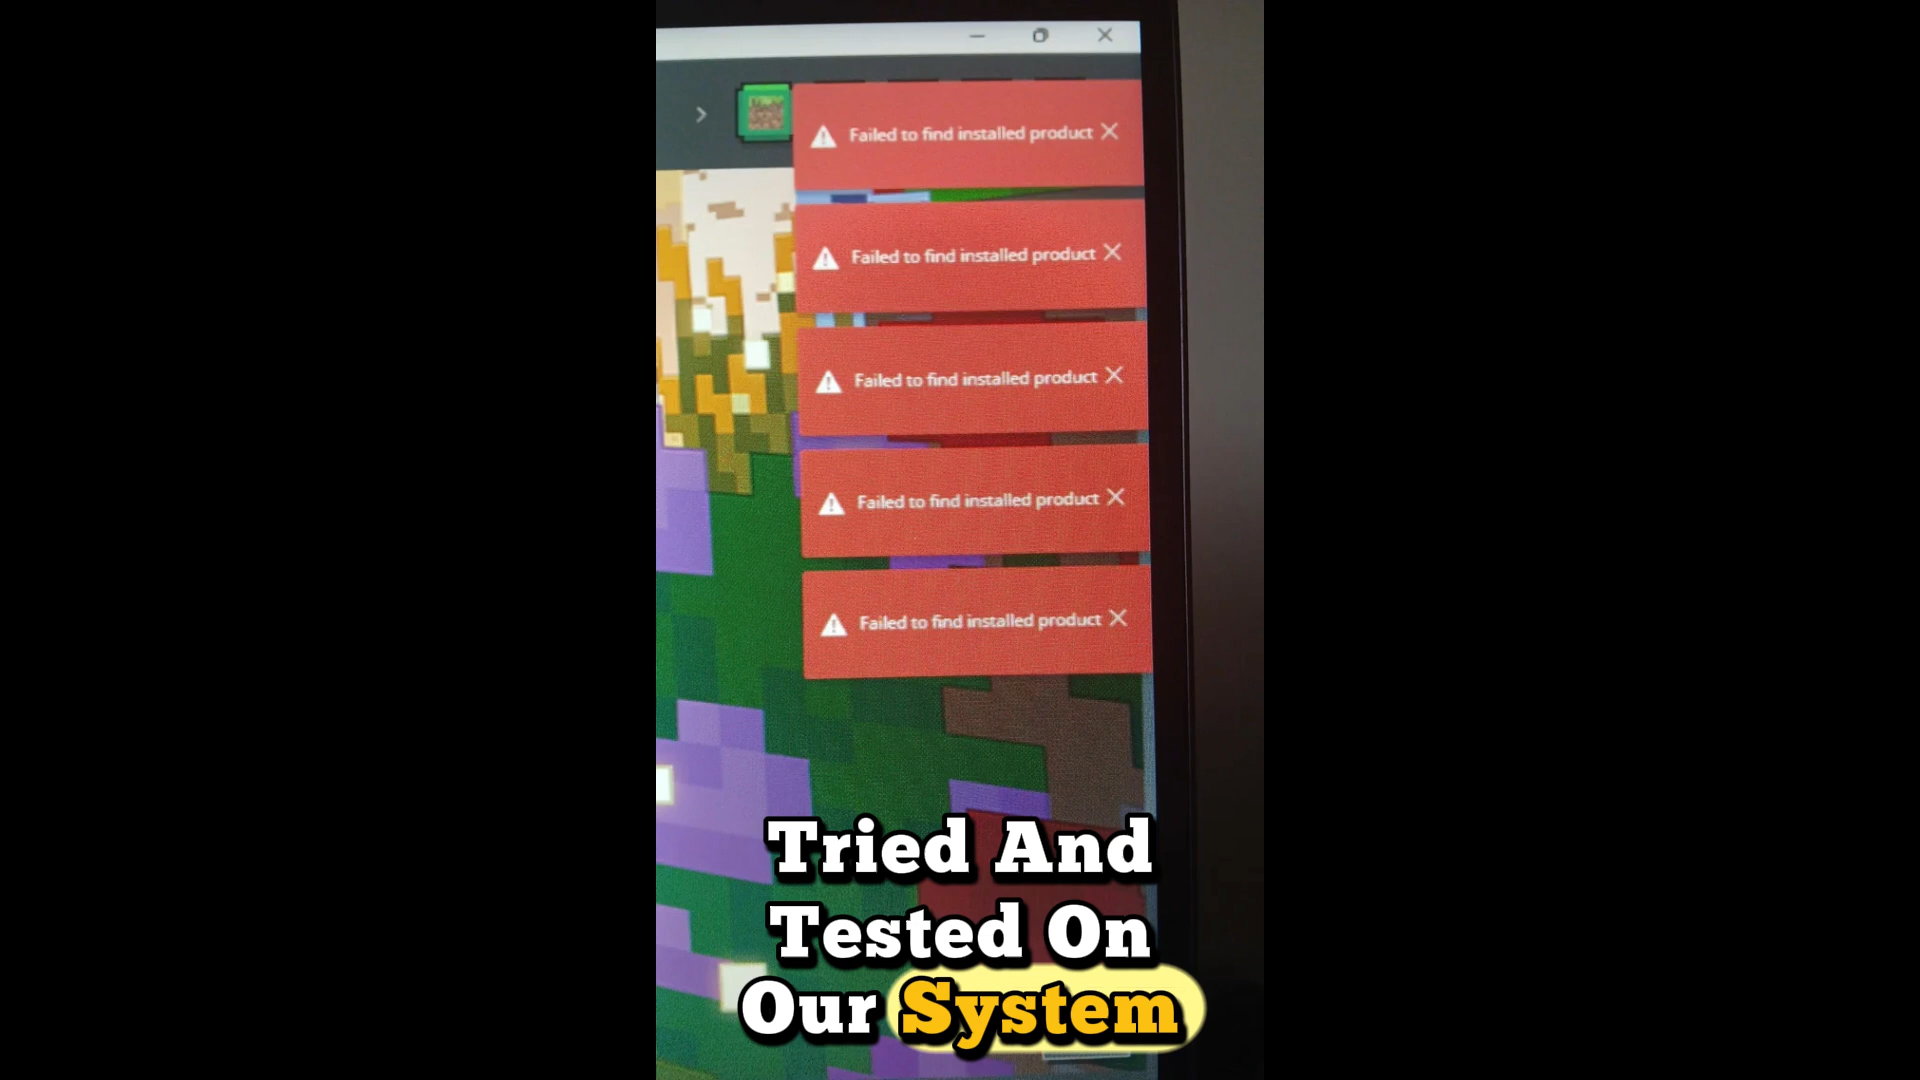 Failed to find installed product
Failed to find installed product
Failed to find installed product
Failed to find installed product
Failed to find installed product
Tried And
Tested On
Our System